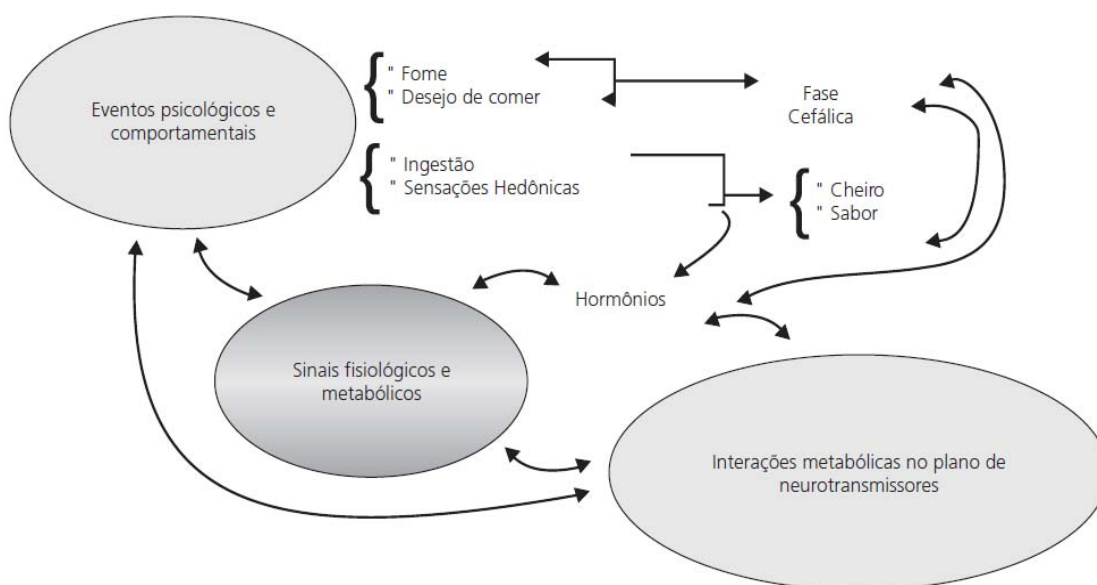 Eventos psicológicos e
comportamentais
" Fome
" Desejo de comer
" Ingestão
" Sensações Hedônicas
Fase
Cefálica
" Cheiro
" Sabor
Hormônios
Sinais fisiológicos e
metabólicos
Interações metabólicas no plano de
neurotransmissores